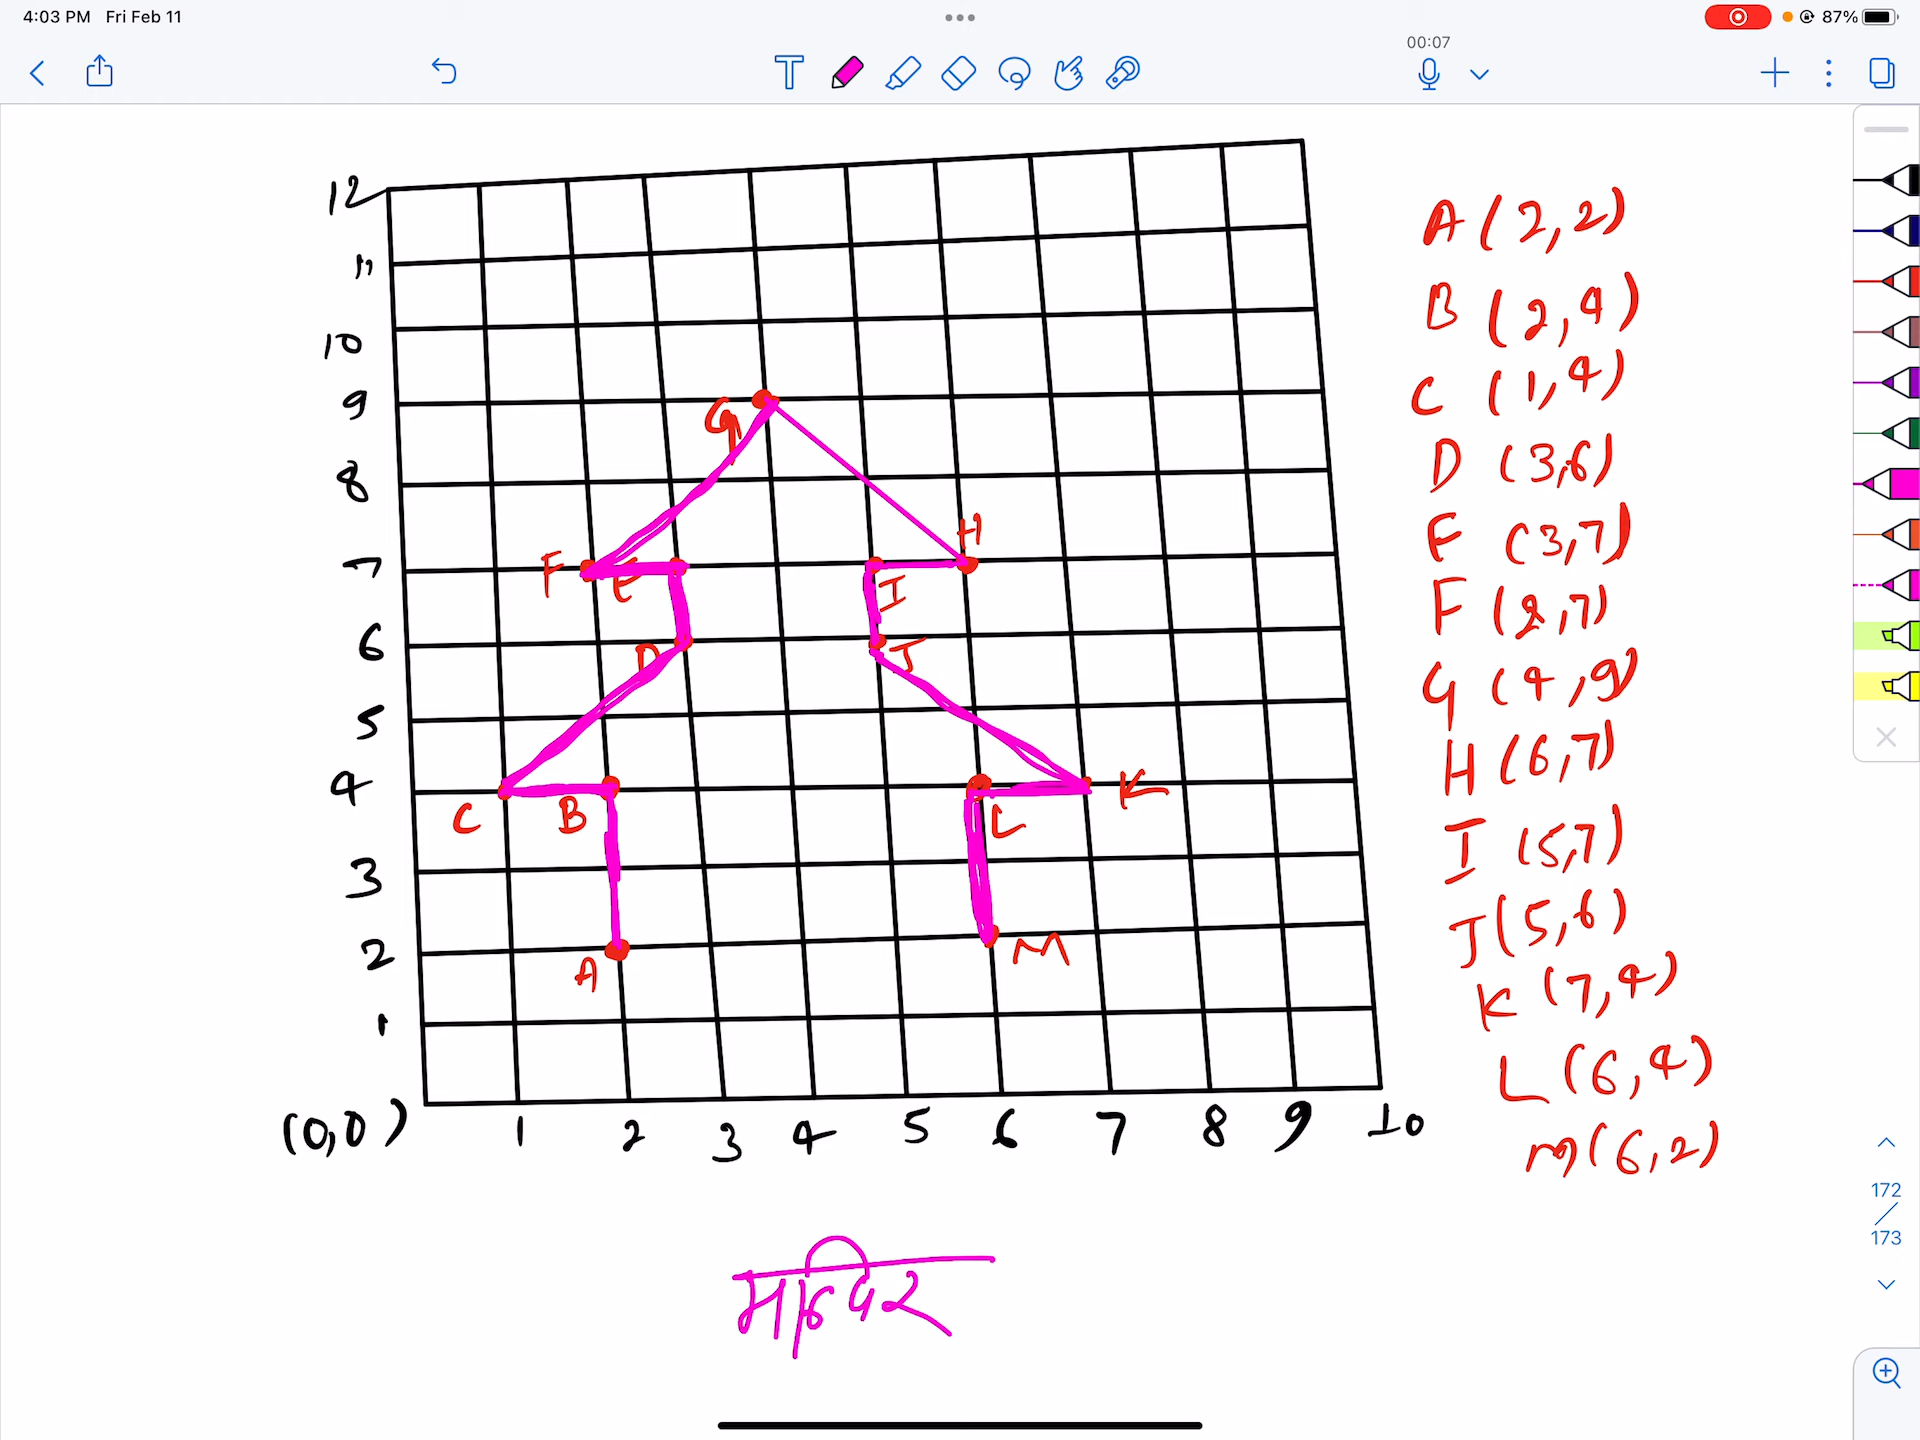 4:03 PM Fri Feb 11
87%
00:07
12
11
10
9
8
7
6
5
4
3
2
1
(0,0)
1 2 3 4 5 6 7 8 9 10
G
H
F E I
D J
C B L K
A M
A (2,2)
B (2,4)
C (1,4)
D (3,6)
E (3,7)
F (2,7)
G (4,9)
H (6,7)
I (5,7)
J (5,6)
K (7,4)
L (6,4)
M (6,2)
172
/
173